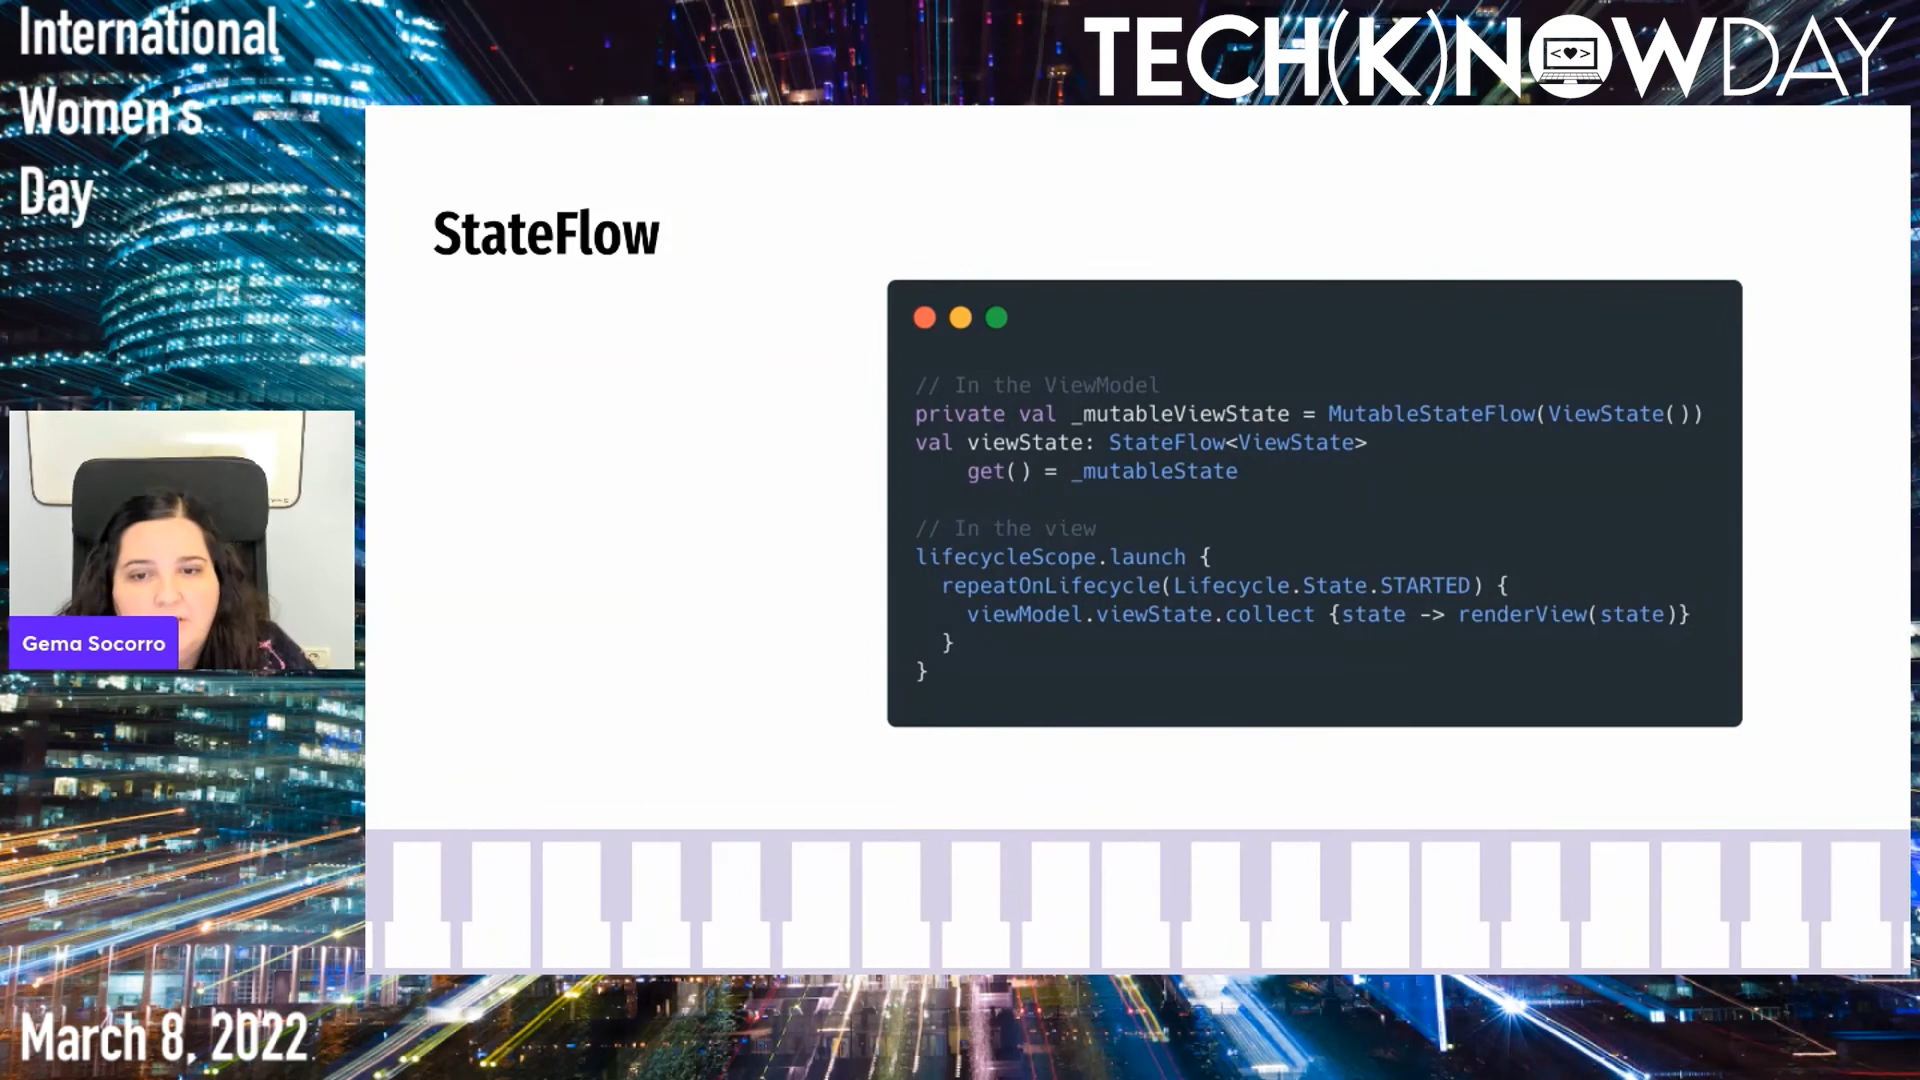 International
Women's
Day
TECH(K)NOWDAY
StateFlow
// In the ViewModel
private val _mutableViewState = MutableStateFlow(ViewState())
val viewState: StateFlow<ViewState>
    get() = _mutableState
// In the view
lifecycleScope.launch {
  repeatOnLifecycle(Lifecycle.State.STARTED) {
    viewModel.viewState.collect {state -> renderView(state)}
  }
}
Gema Socorro
March 8, 2022